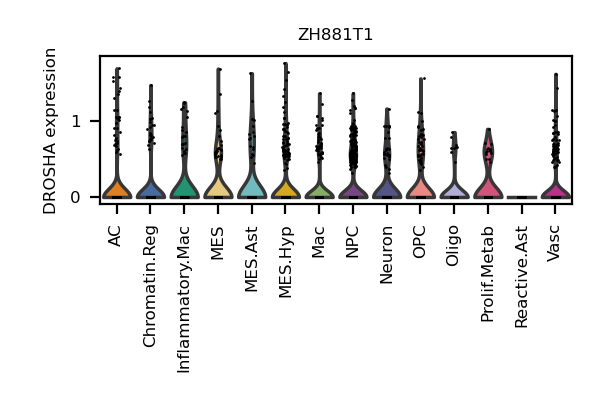 ZH881T1
DROSHA expression
1
0
AC
Chromatin.Reg
Inflammatory.Mac
MES
MES.Ast
MES.Hyp
Mac
NPC
Neuron
OPC
Oligo
Prolif.Metab
Reactive.Ast
Vasc